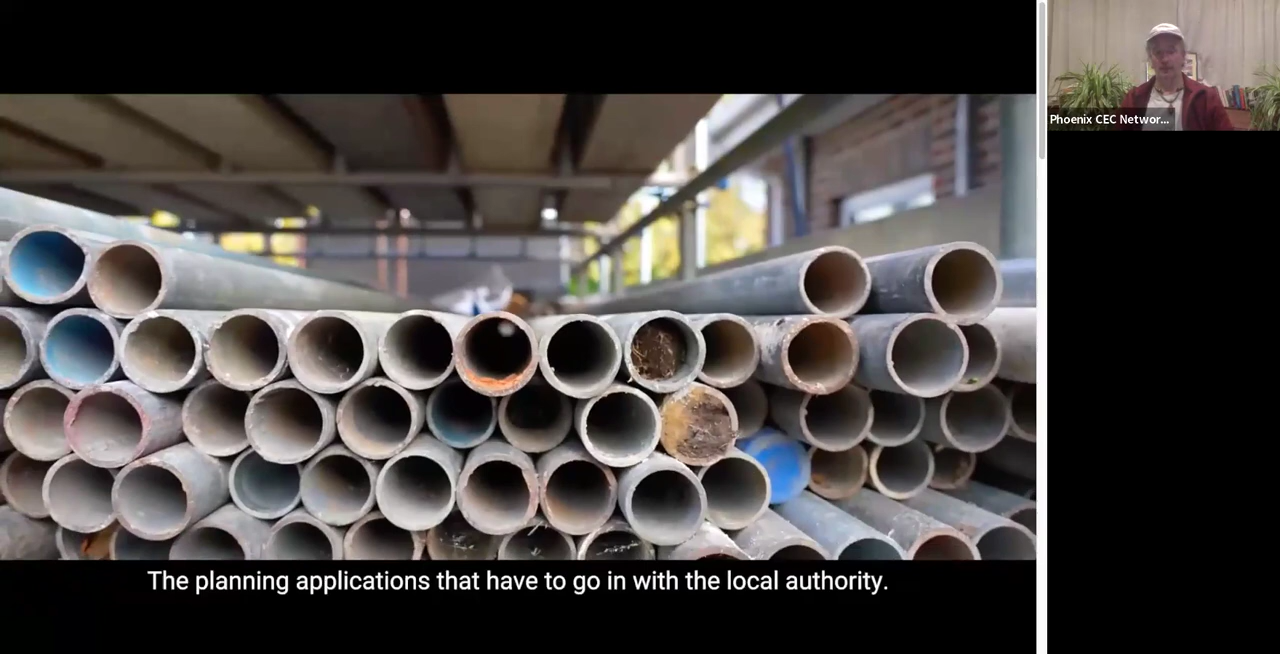 Phoenix CEC Networ...
The planning applications that have to go in with the local authority.